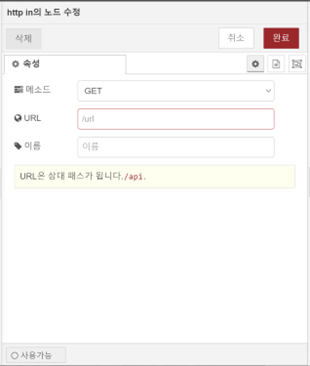 http in의 노드 수정
삭제
취소
완료
속성
메소드
GET
URL
/url
이름
이름
URL은 상대 패스가 됩니다./api.
사용가능